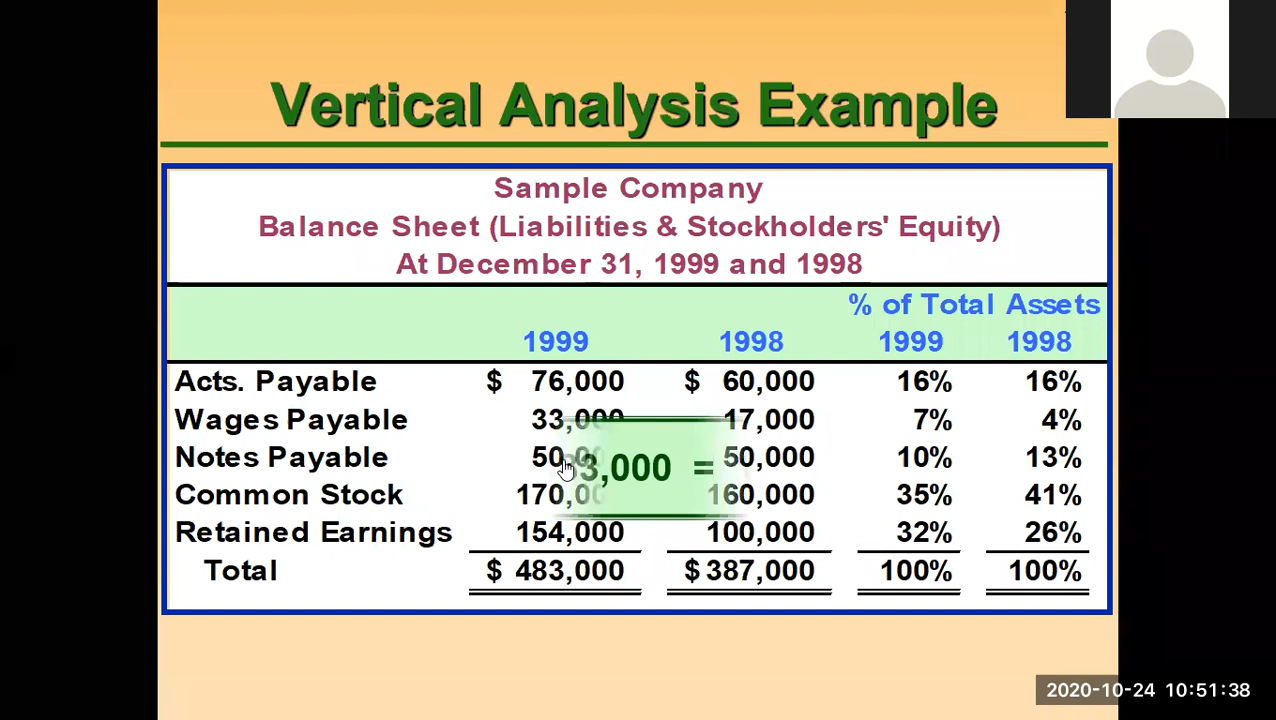 Vertical Analysis Example
Sample Company
Balance Sheet (Liabilities & Stockholders' Equity)
At December 31, 1999 and 1998
% of Total Assets
1999 1998 1999 1998
Acts. Payable $ 76,000 $ 60,000 16% 16%
Wages Payable 33,000 17,000 7% 4%
Notes Payable 50,000 10% 13%
Common Stock 160,000 35% 41%
3,000 =
Retained Earnings 154,000 100,000 32% 26%
Total $ 483,000 $ 387,000 100% 100%
2020-10-24 10:51:38